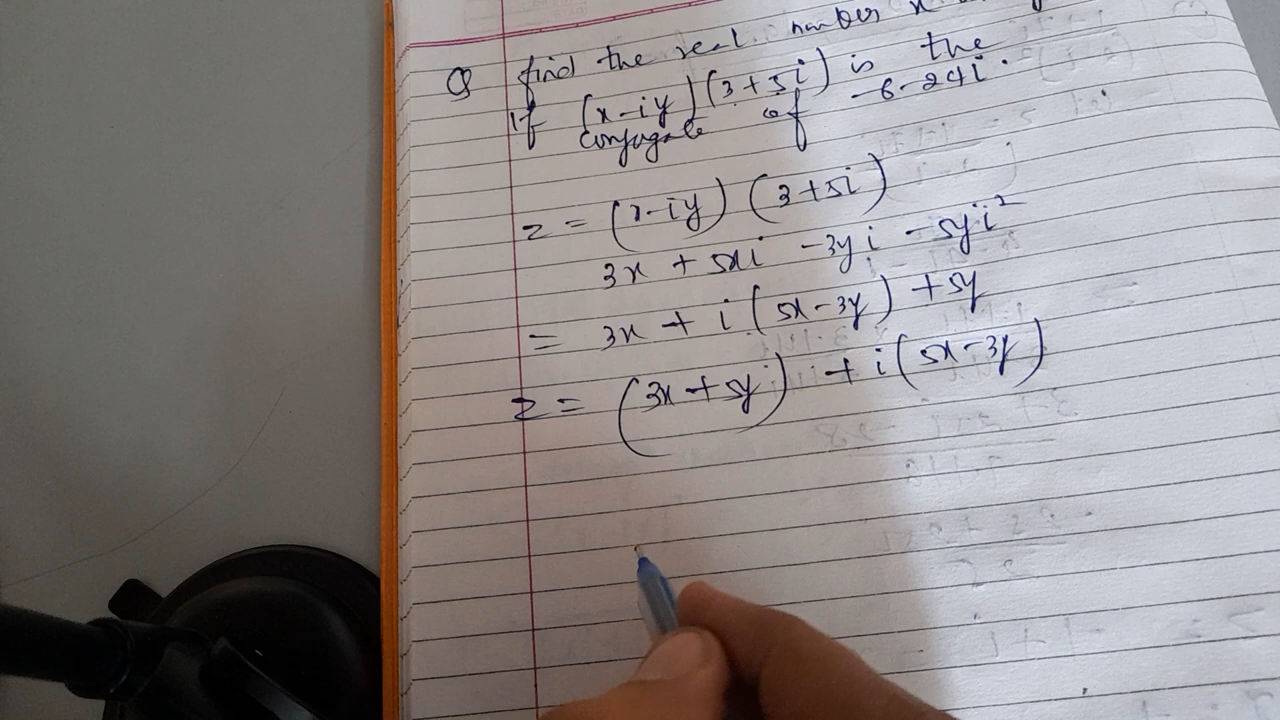 Q find the real number x
if (x-iy)(3+5i) is the
conjugate of -6-24i.
z = (x-iy) (3+5i)
3x + 5xi - 3yi - 5yi²
= 3x + i(5x-3y) + 5y
z = (3x+5y) + i(5x-3y)